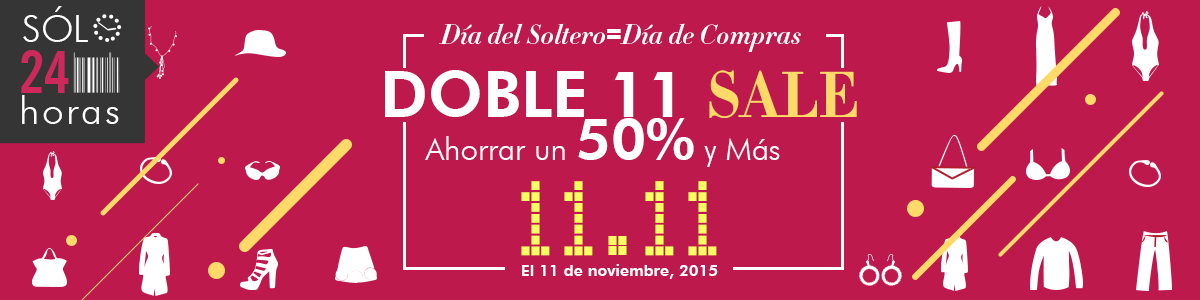 SÓLO
24
horas
Día del Soltero=Día de Compras
DOBLE 11 SALE
Ahorrar un 50% y Más
11.11
El 11 de noviembre, 2015